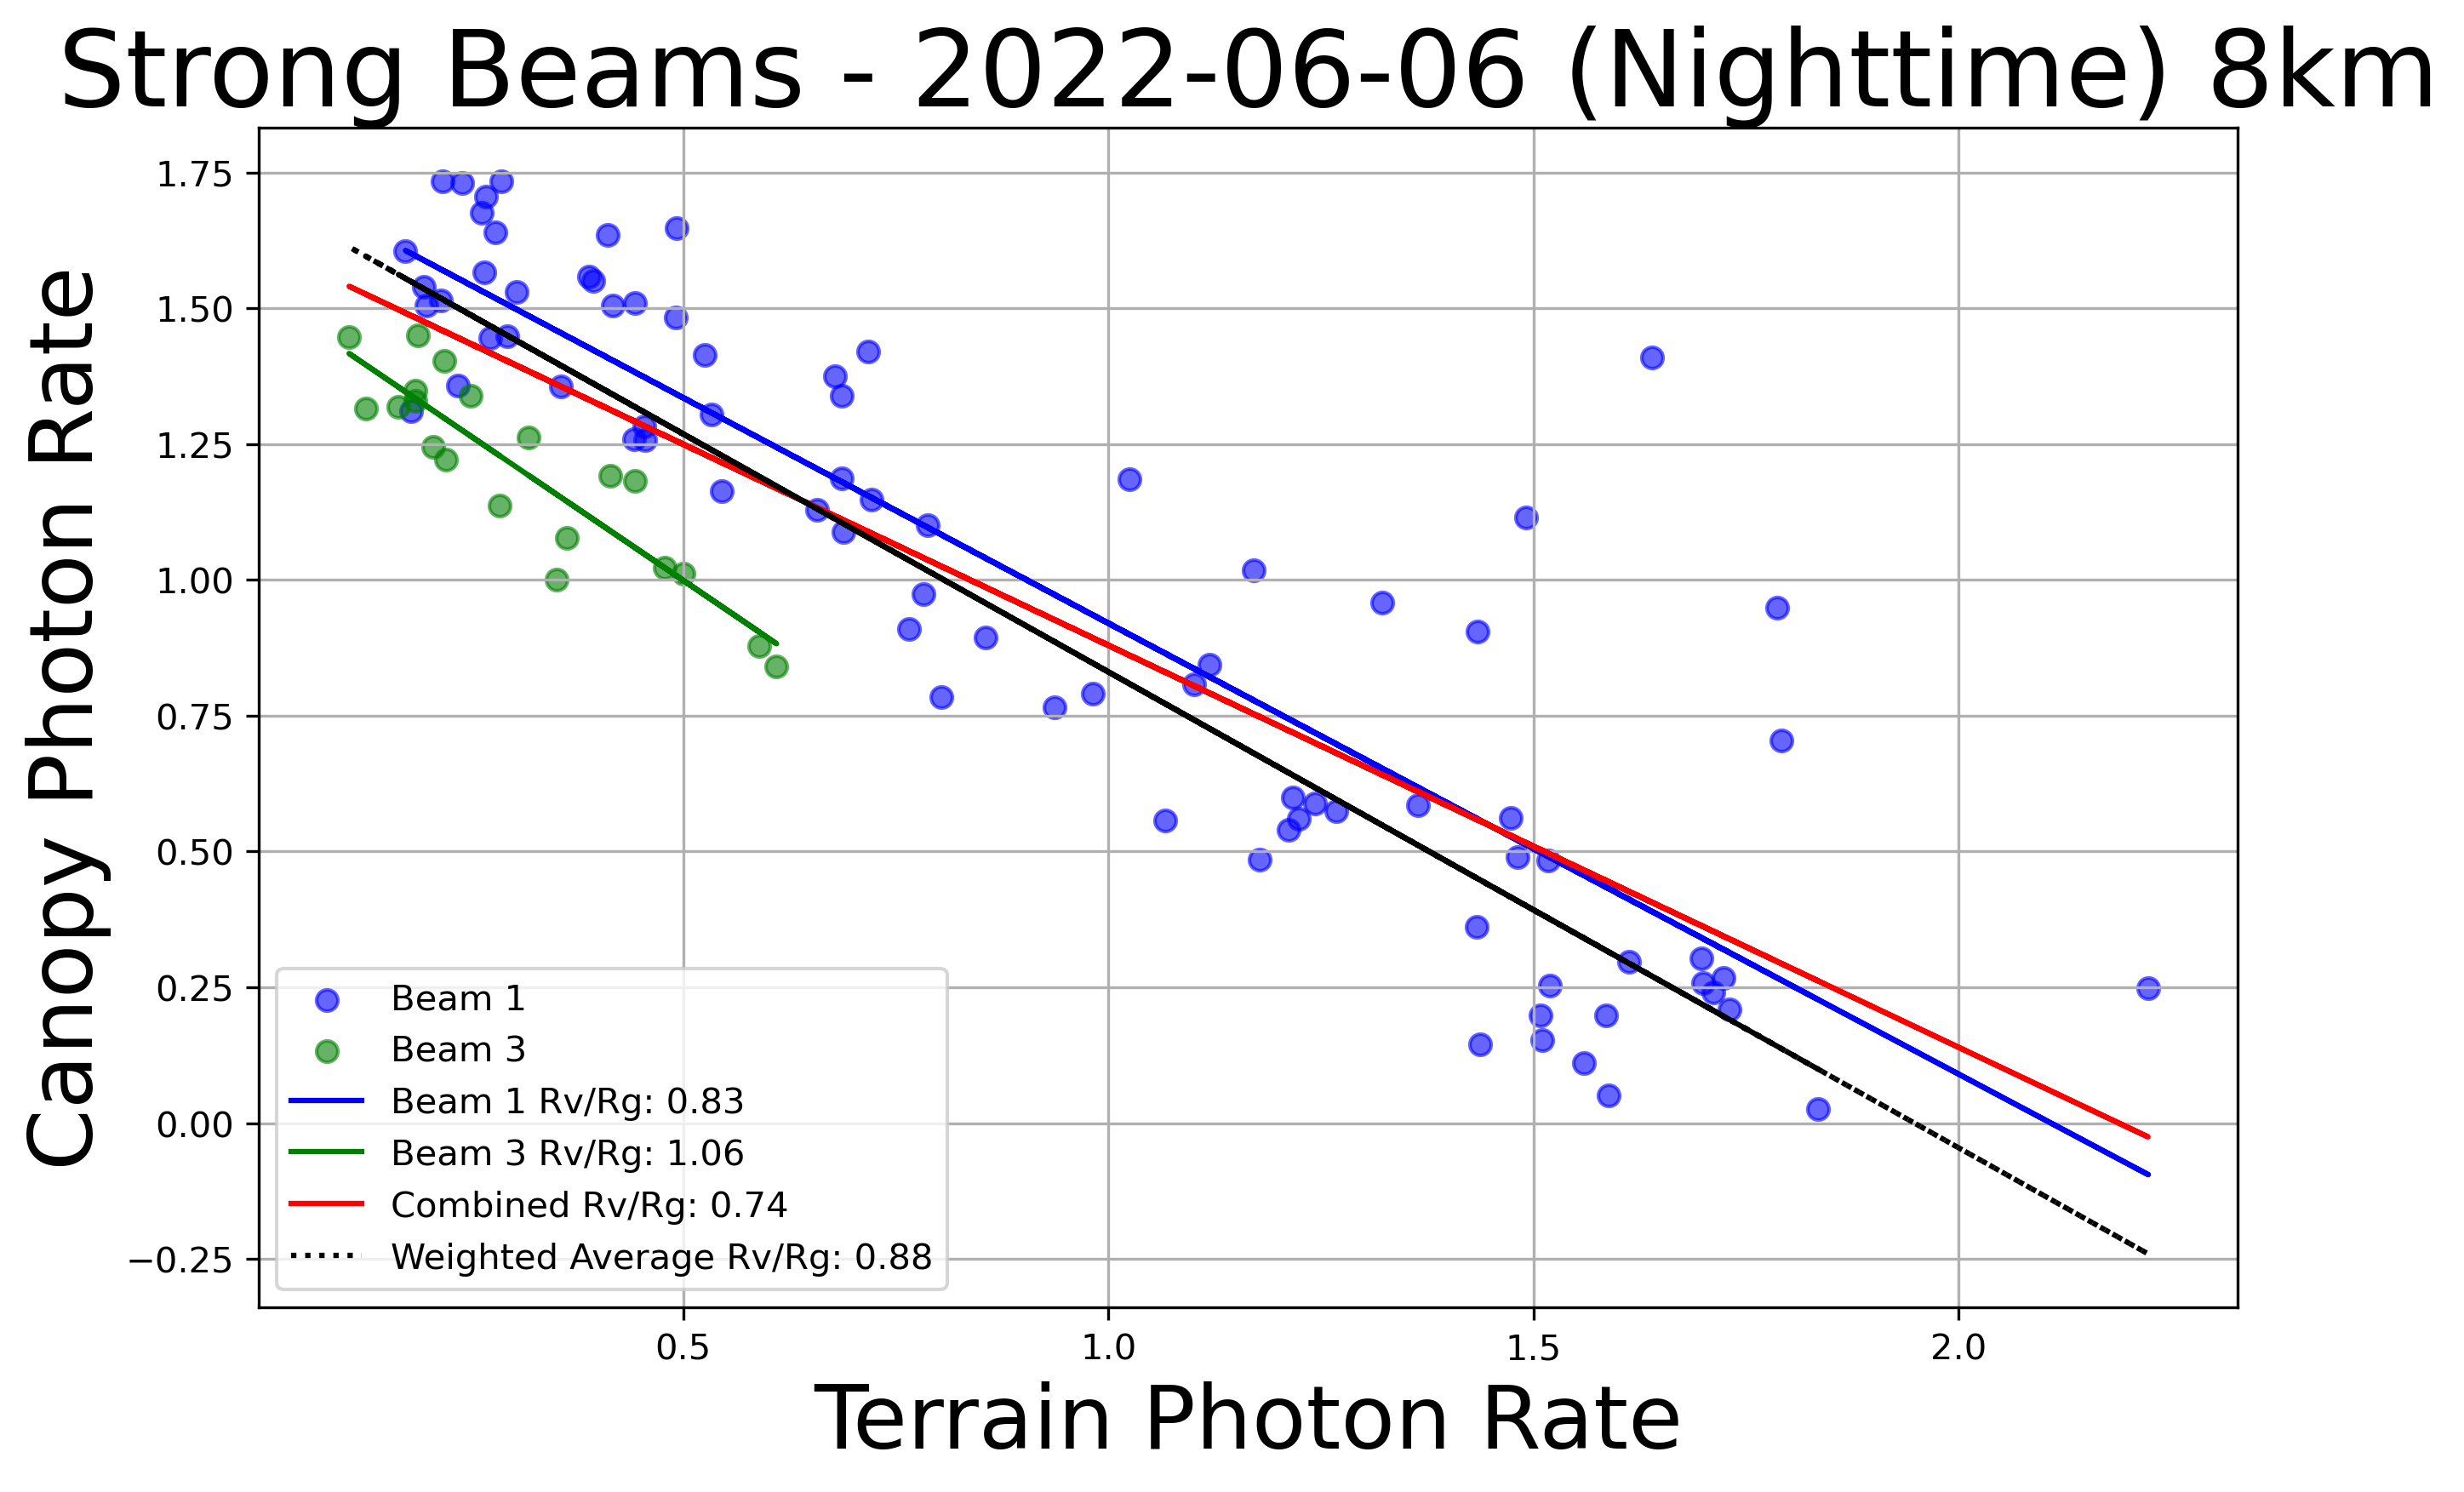 Strong Beams - 2022-06-06 (Nighttime) 8km
Canopy Photon Rate
1.75
1.50
1.25
1.00
0.75
0.50
0.25
0.00
−0.25
Beam 1
Beam 3
Beam 1 Rv/Rg: 0.83
Beam 3 Rv/Rg: 1.06
Combined Rv/Rg: 0.74
Weighted Average Rv/Rg: 0.88
0.5 1.0 1.5 2.0
Terrain Photon Rate